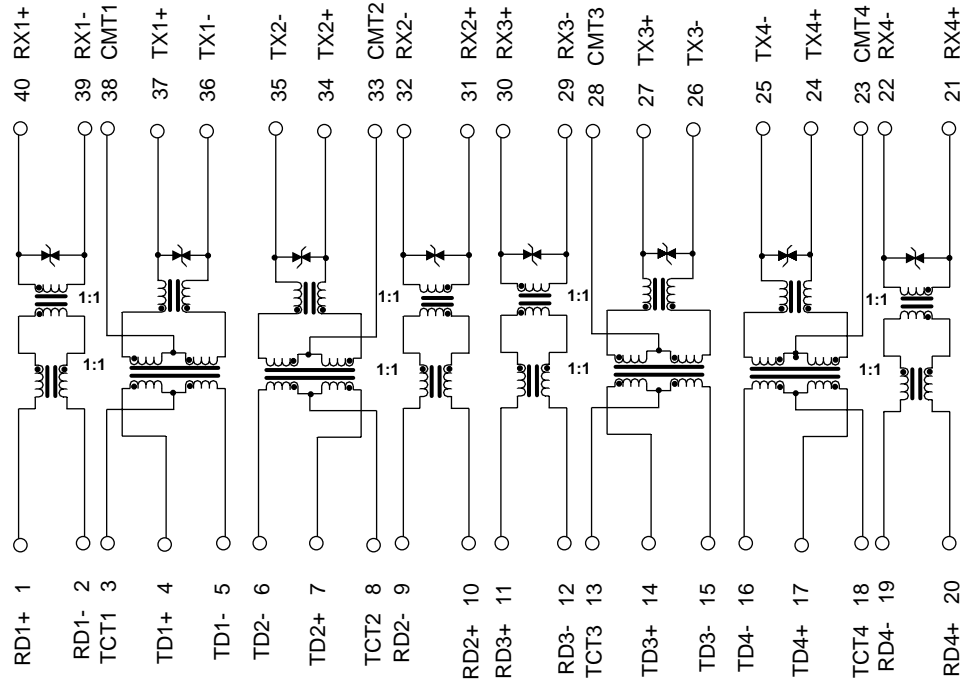 40 RX1+
39 RX1-
38 CMT1
37 TX1+
36 TX1-
35 TX2-
34 TX2+
33 CMT2
32 RX2-
31 RX2+
30 RX3+
29 RX3-
28 CMT3
27 TX3+
26 TX3-
25 TX4-
24 TX4+
23 CMT4
22 RX4-
21 RX4+
1:1
1:1
1:1
1:1
1:1
1:1
1:1
1:1
RD1+ 1
RD1- 2
TCT1 3
TD1+ 4
TD1- 5
TD2- 6
TD2+ 7
TCT2 8
RD2- 9
RD2+ 10
RD3+ 11
RD3- 12
TCT3 13
TD3+ 14
TD3- 15
TD4- 16
TD4+ 17
TCT4 18
RD4- 19
RD4+ 20